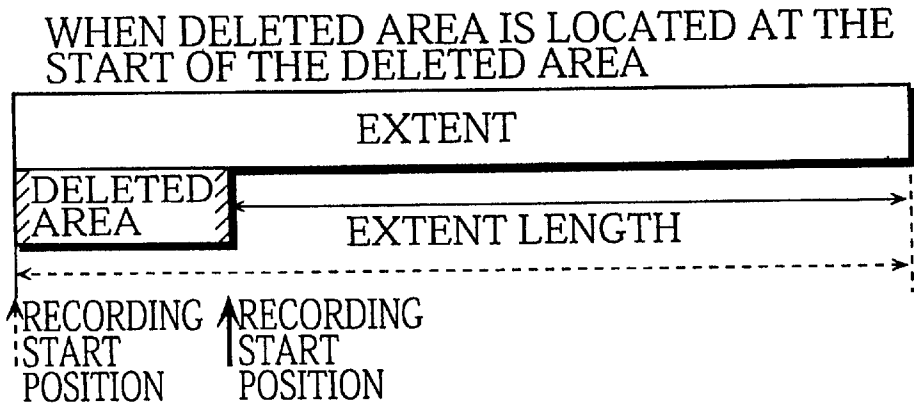 WHEN DELETED AREA IS LOCATED AT THE
START OF THE DELETED AREA
EXTENT
DELETED
AREA
EXTENT LENGTH
RECORDING
START
POSITION
RECORDING
START
POSITION